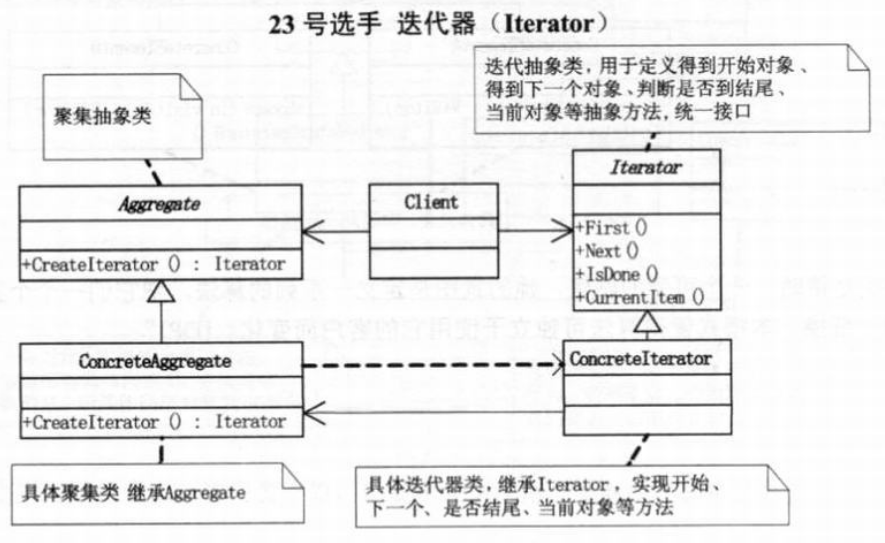 23号选手 迭代器（Iterator）
聚集抽象类
迭代抽象类，用于定义得到开始对象、
得到下一个对象、判断是否到结尾、
当前对象等抽象方法，统一接口
Aggregate
+CreateIterator () : Iterator
Client
Iterator
+First ()
+Next ()
+IsDone ()
+CurrentItem ()
ConcreteAggregate
+CreateIterator () : Iterator
ConcreteIterator
具体聚集类 继承Aggregate
具体迭代器类，继承Iterator，实现开始、
下一个、是否结尾、当前对象等方法